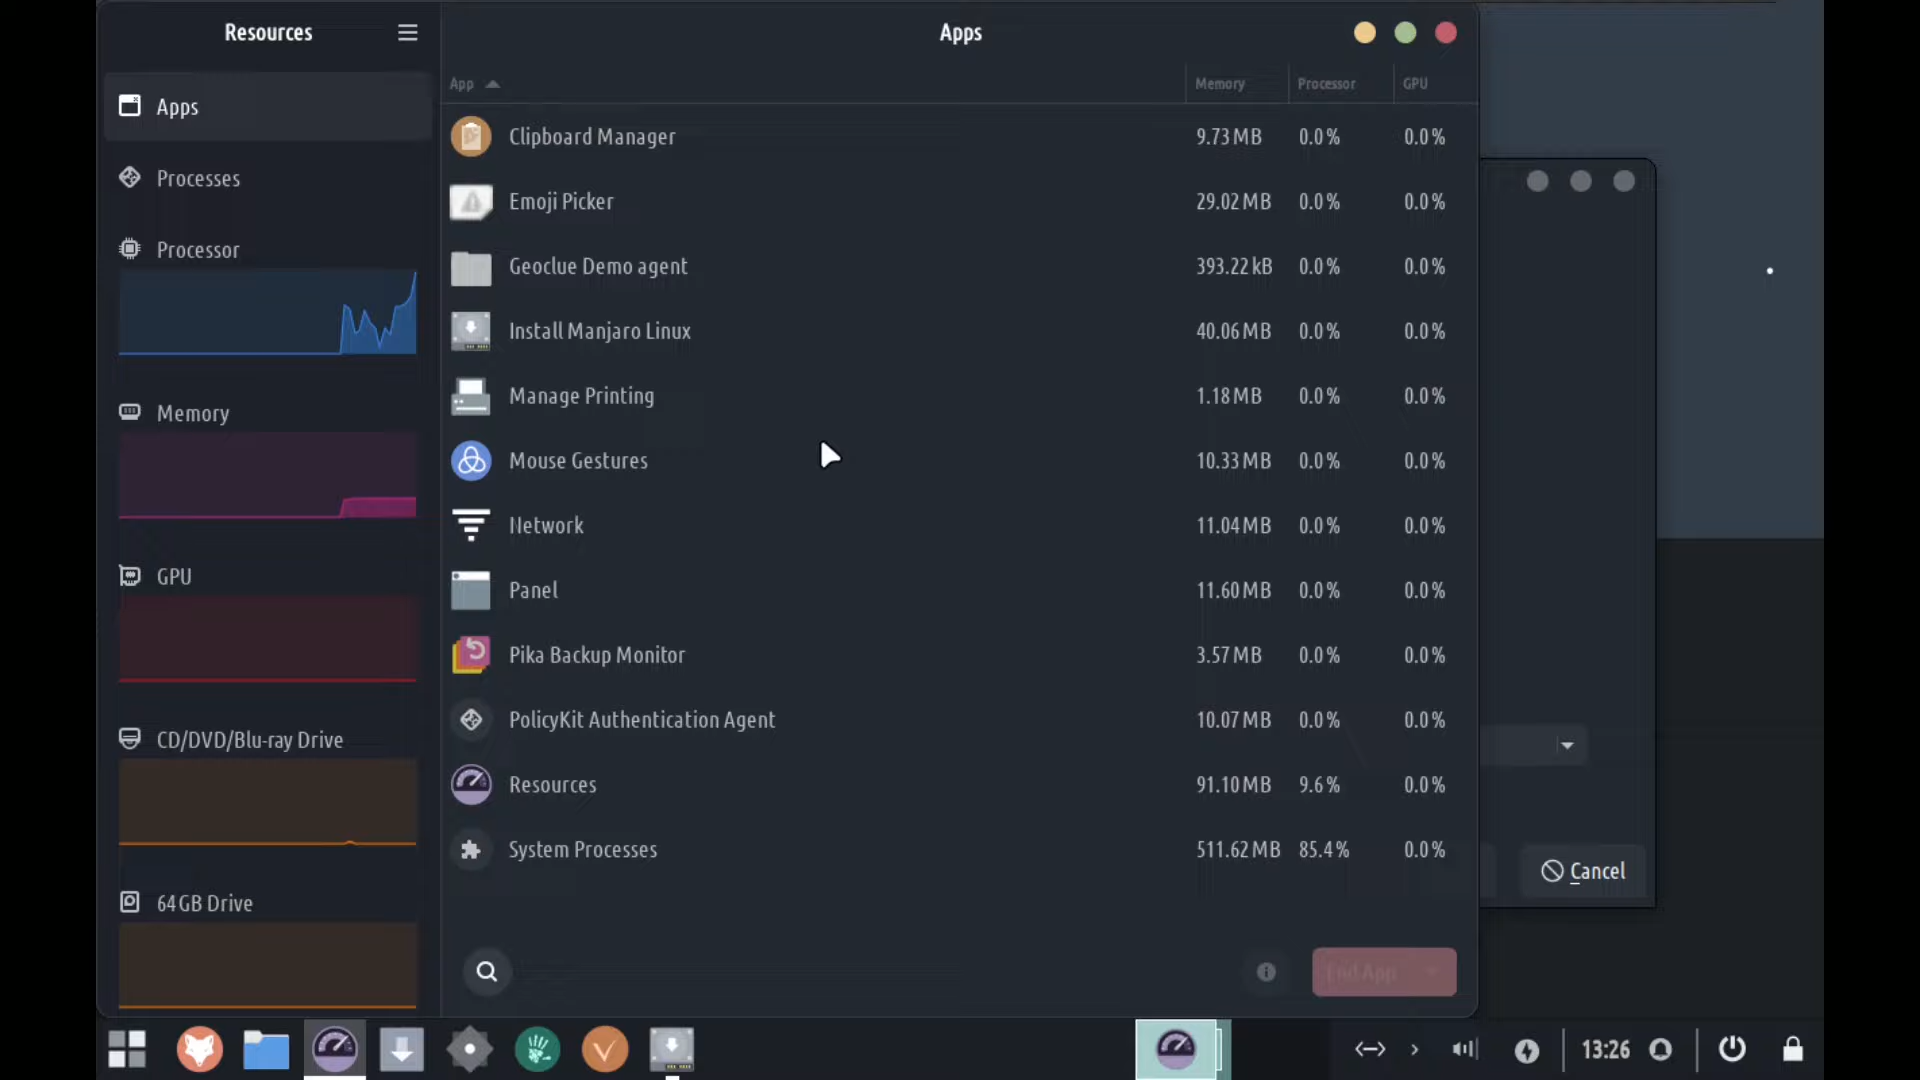 Resources
Apps
Apps
Processes
Processor
Memory
GPU
CD/DVD/Blu-ray Drive
64 GB Drive
App Memory Processor GPU
Clipboard Manager 9.73 MB 0.0 % 0.0 %
Emoji Picker 29.02 MB 0.0 % 0.0 %
Geoclue Demo agent 393.22 kB 0.0 % 0.0 %
Install Manjaro Linux 40.06 MB 0.0 % 0.0 %
Manage Printing 1.18 MB 0.0 % 0.0 %
Mouse Gestures 10.33 MB 0.0 % 0.0 %
Network 11.04 MB 0.0 % 0.0 %
Panel 11.60 MB 0.0 % 0.0 %
Pika Backup Monitor 3.57 MB 0.0 % 0.0 %
PolicyKit Authentication Agent 10.07 MB 0.0 % 0.0 %
Resources 91.10 MB 9.6 % 0.0 %
System Processes 511.62 MB 85.4 % 0.0 %
End App
Cancel
13:26